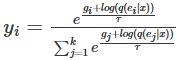 $y_i = \frac{e^{\frac{g_i + log(q(e_i|x))}{\tau}}}{\sum_{j=1}^{k} e^{\frac{g_j + log(q(e_j|x))}{\tau}}}$